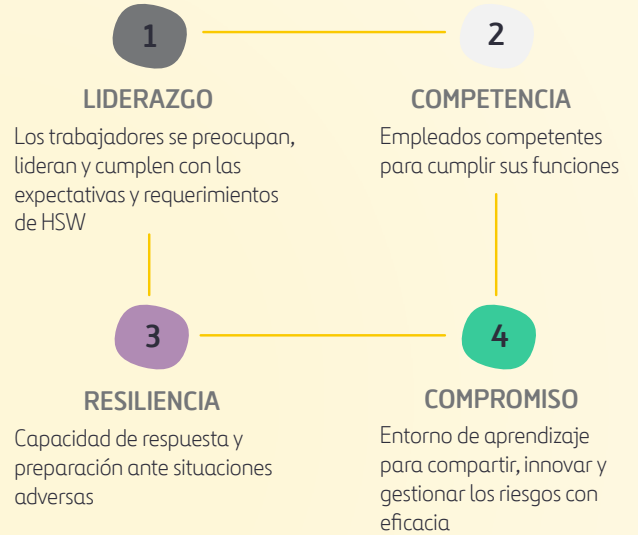 1
LIDERAZGO
Los trabajadores se preocupan,
lideran y cumplen con las
expectativas y requerimientos
de HSW
2
COMPETENCIA
Empleados competentes
para cumplir sus funciones
3
RESILIENCIA
Capacidad de respuesta y
preparación ante situaciones
adversas
4
COMPROMISO
Entorno de aprendizaje
para compartir, innovar y
gestionar los riesgos con
eficacia